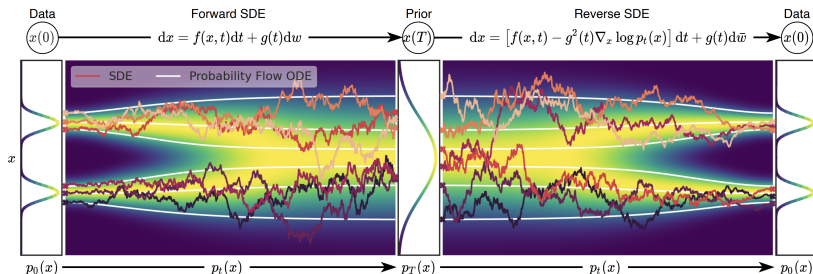 Data Forward SDE Prior Reverse SDE Data
x(0) dx = f(x, t)dt + g(t)dw x(T) dx = [f(x, t) − g²(t)∇ₓ log pₜ(x)] dt + g(t)dw̄ x(0)
SDE Probability Flow ODE
x
p₀(x) pₜ(x) p_T(x) pₜ(x) p₀(x)